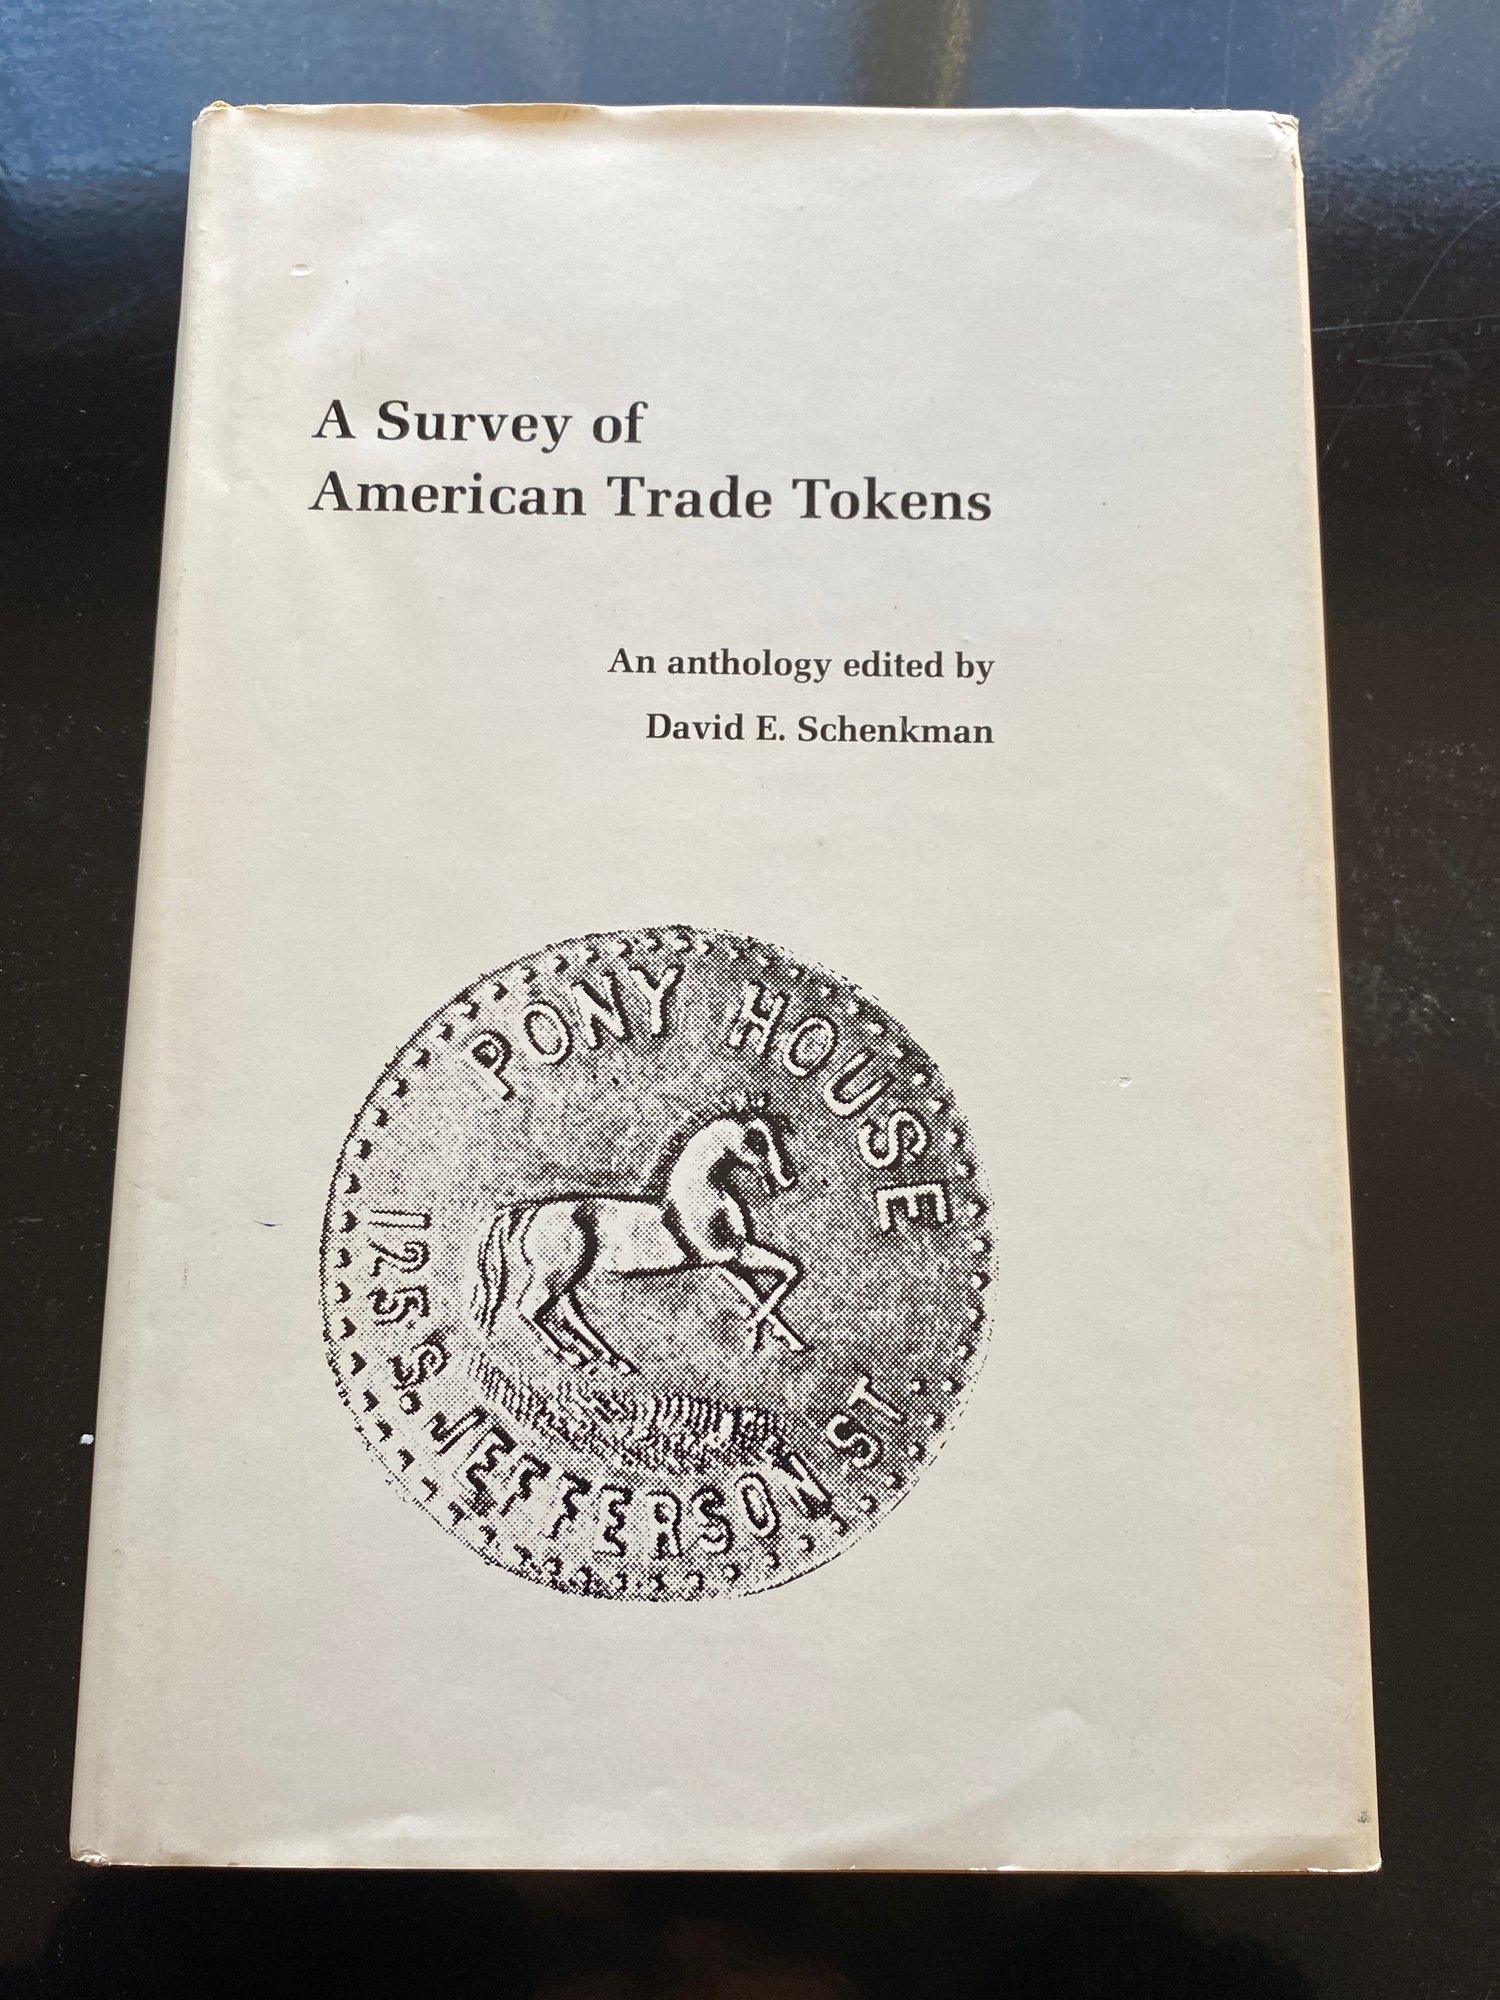 A Survey of
American Trade Tokens
An anthology edited by
David E. Schenkman
PONY HOUSE
125 S. JEFFERSON ST